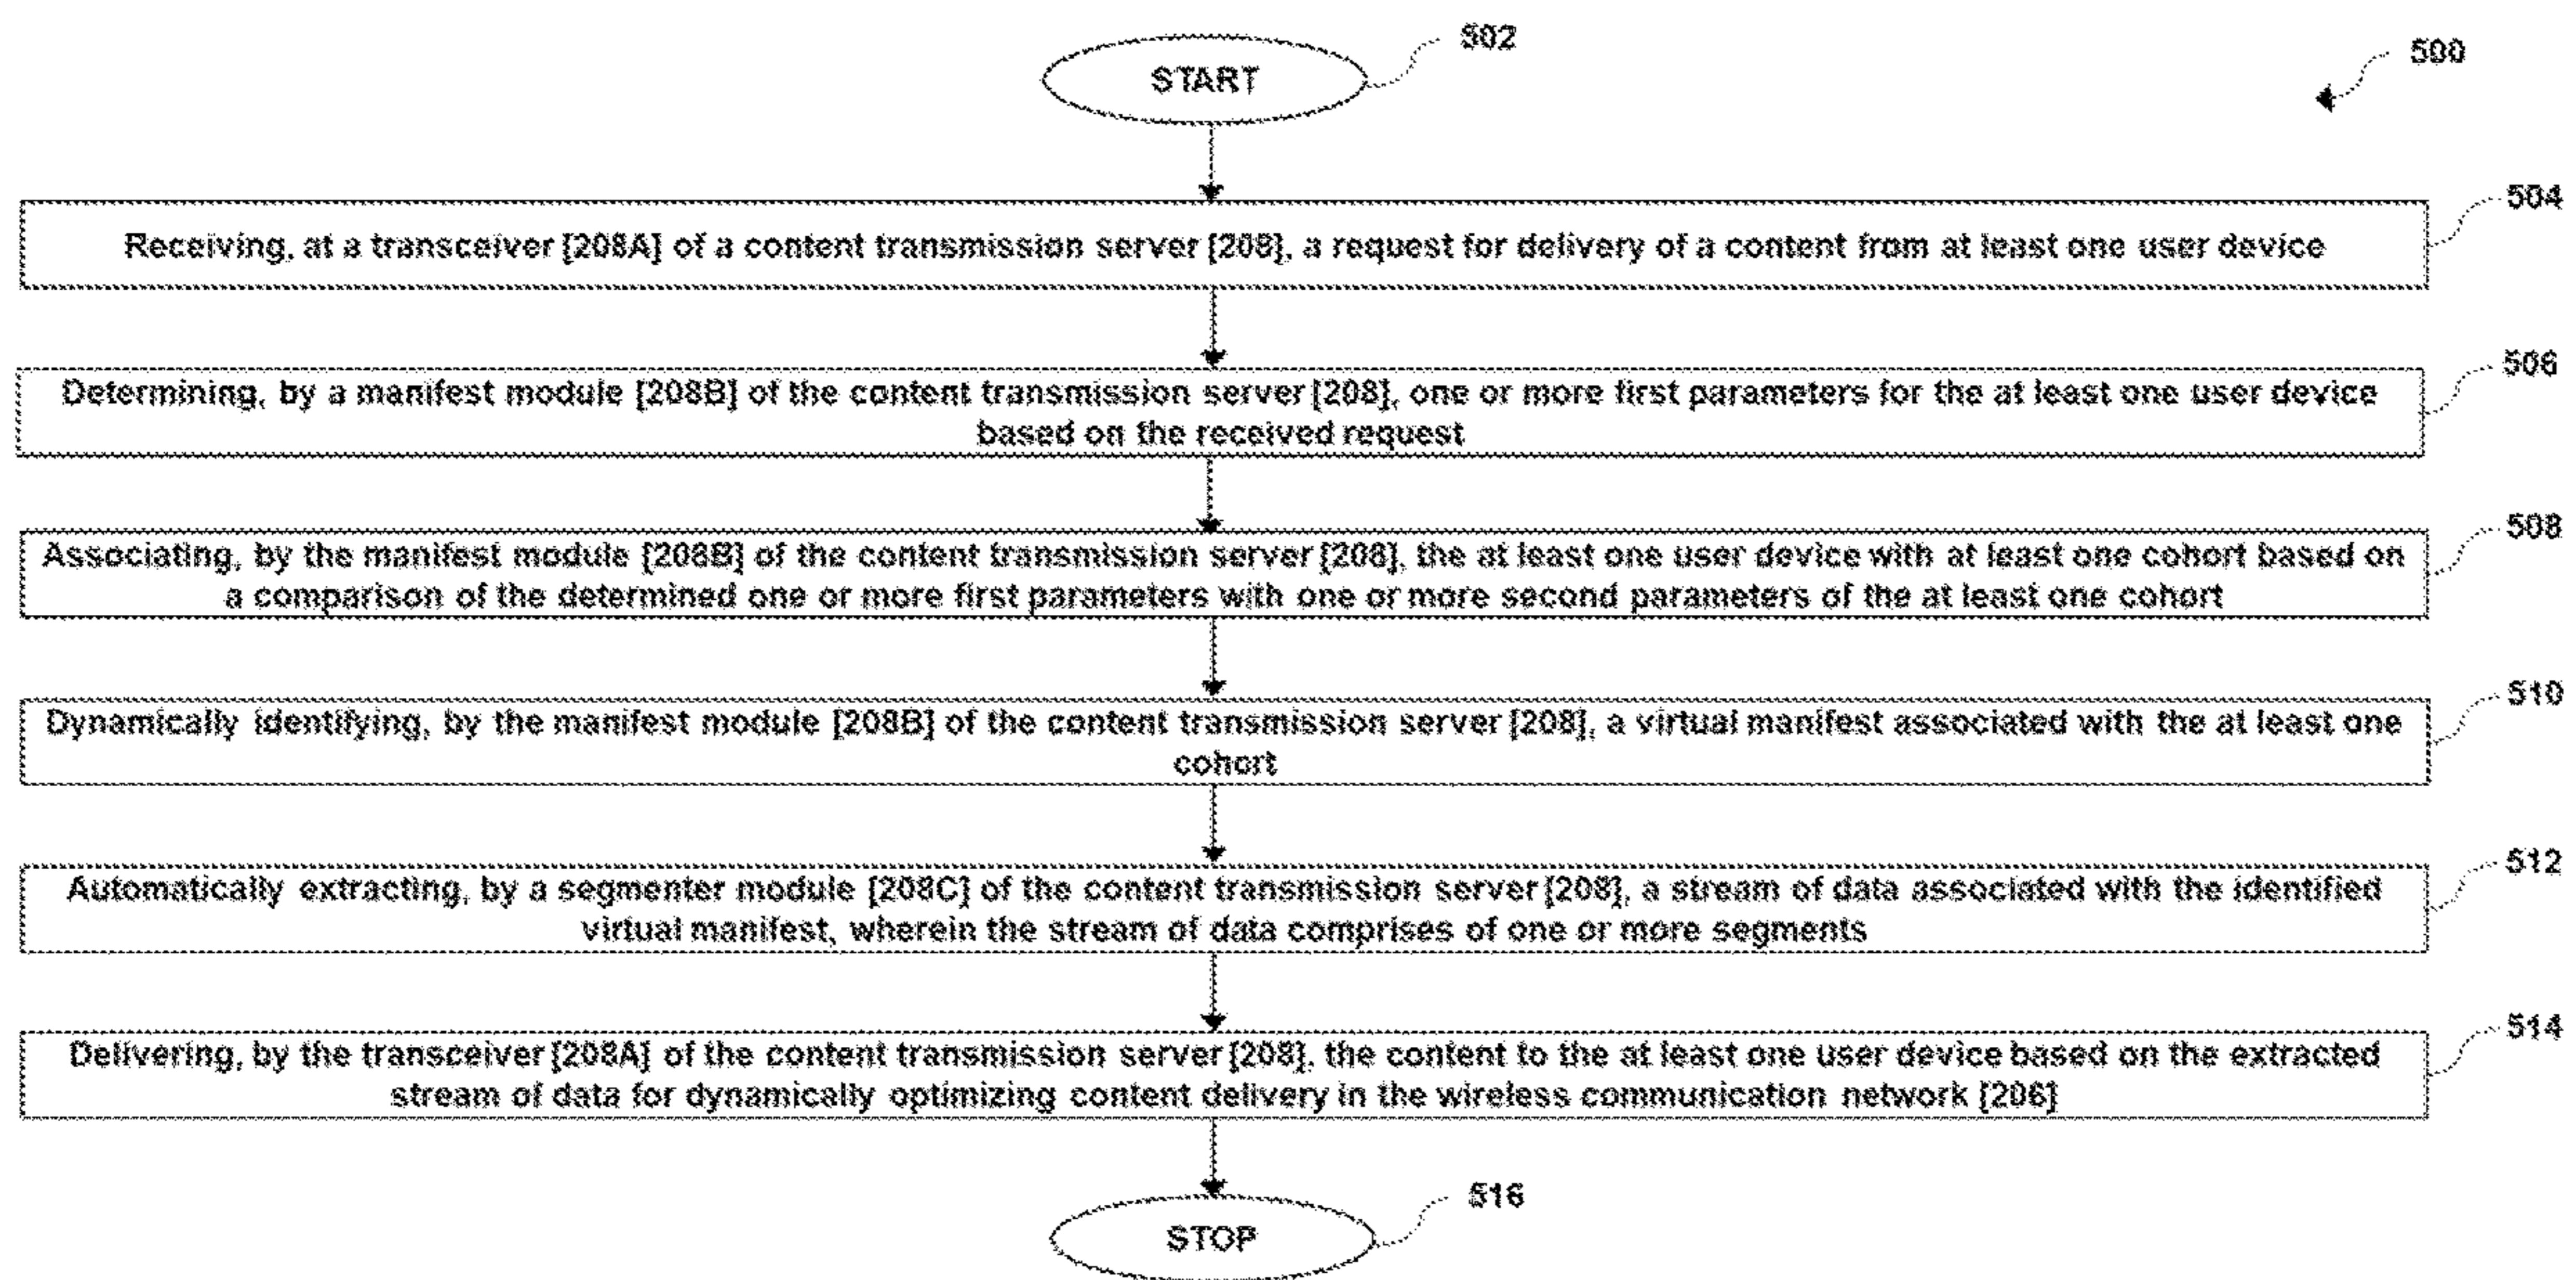 START
502
500
Receiving, at a transceiver [208A] of a content transmission server [208], a request for delivery of a content from at least one user device
504
Determining, by a manifest module [208B] of the content transmission server [208], one or more first parameters for the at least one user device
based on the received request
506
Associating, by the manifest module [208B] of the content transmission server [208], the at least one user device with at least one cohort based on
a comparison of the determined one or more first parameters with one or more second parameters of the at least one cohort
508
Dynamically identifying, by the manifest module [208B] of the content transmission server [208], a virtual manifest associated with the at least one
cohort
510
Automatically extracting, by a segmenter module [208C] of the content transmission server [208], a stream of data associated with the identified
virtual manifest, wherein the stream of data comprises of one or more segments
512
Delivering, by the transceiver [208A] of the content transmission server [208], the content to the at least one user device based on the extracted
stream of data for dynamically optimizing content delivery in the wireless communication network [206]
514
STOP
516